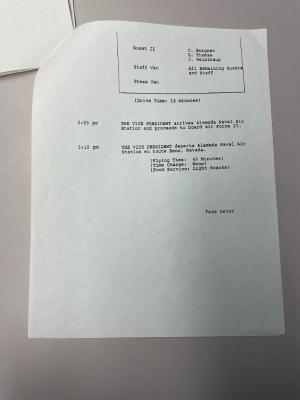 Guest II C. Borgner
L. Thomas
J. Weintraub
Staff Van All Remaining Guests
and Staff
Press Van
(Drive Time: 15 minutes)
3:05 pm THE VICE PRESIDENT arrives Alameda Naval Air
Station and proceeds to board Air Force II.
3:15 pm THE VICE PRESIDENT departs Alameda Naval Air
Station en route Reno, Nevada.
(Flying Time: 45 Minutes)
(Time Change: None)
(Food Service: Light Snacks)
Page Seven